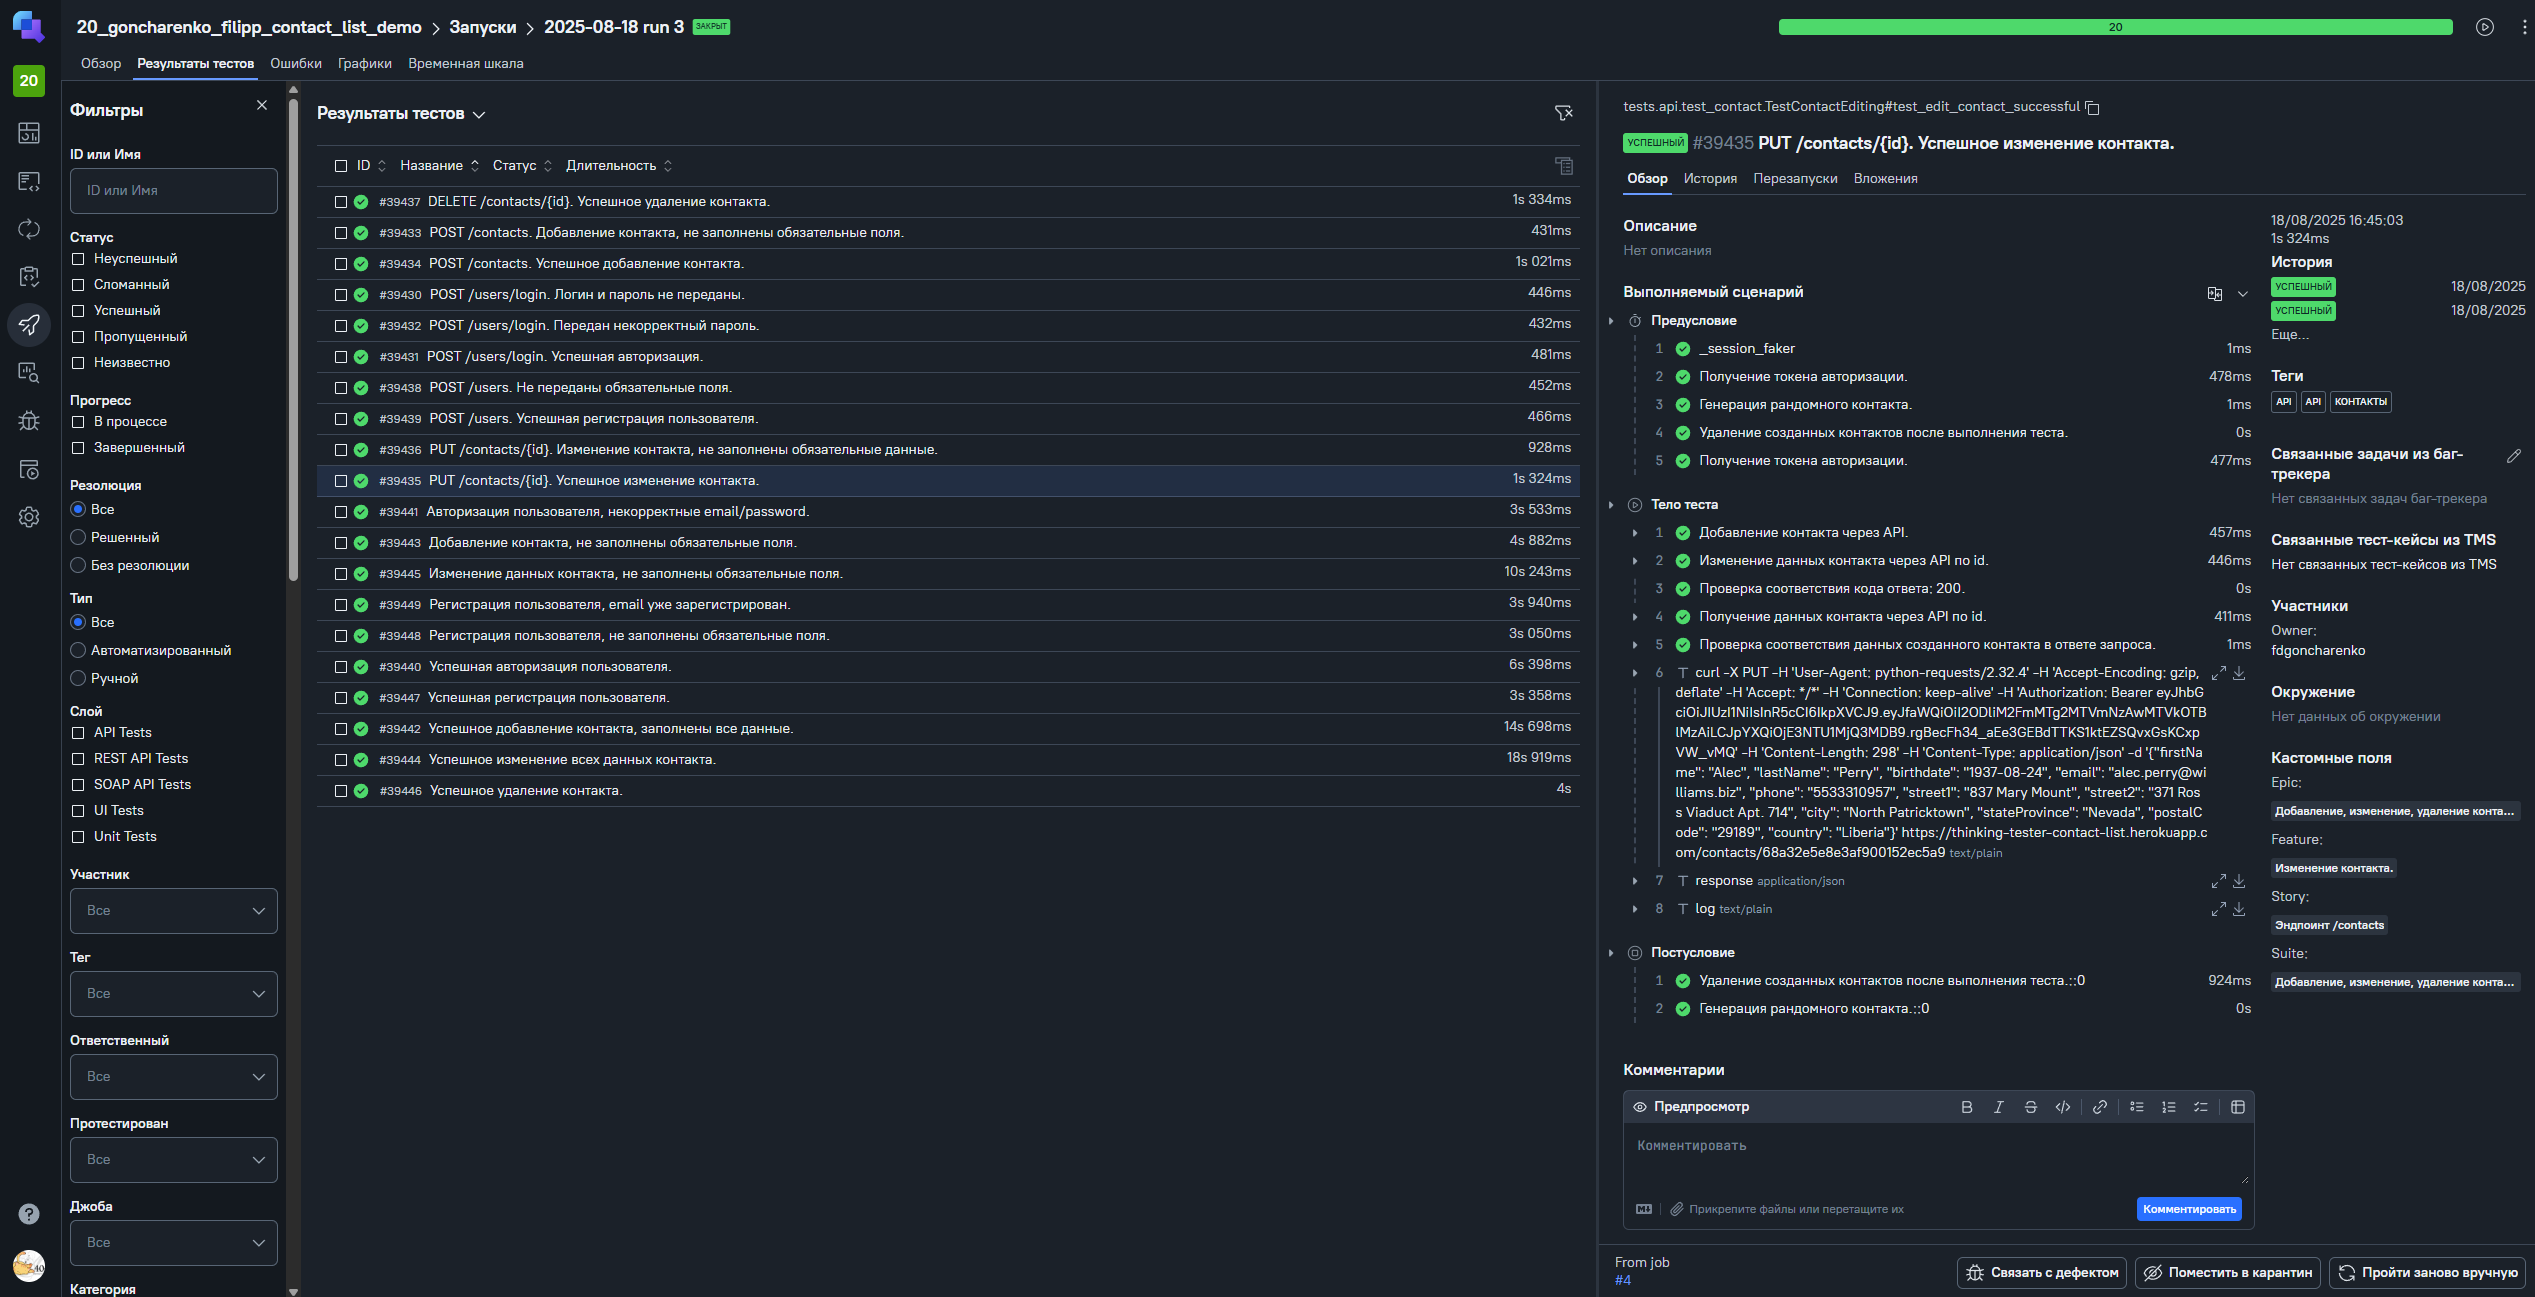 20_goncharenko_filipp_contact_list_demo > Запуски > 2025-08-18 run 3 ЗАКРЫТ
20
Обзор Результаты тестов Ошибки Графики Временная шкала
20
Фильтры
ID или Имя
ID или Имя
Статус
Неуспешный
Сломанный
Успешный
Пропущенный
Неизвестно
Прогресс
В процессе
Завершенный
Резолюция
Все
Решенный
Без резолюции
Тип
Все
Автоматизированный
Ручной
Слой
API Tests
REST API Tests
SOAP API Tests
UI Tests
Unit Tests
Участник
Все
Тег
Все
Ответственный
Все
Протестирован
Все
Джоба
Все
Категория
Результаты тестов
ID Название Статус Длительность
#39437 DELETE /contacts/{id}. Успешное удаление контакта. 1s 334ms
#39433 POST /contacts. Добавление контакта, не заполнены обязательные поля. 431ms
#39434 POST /contacts. Успешное добавление контакта. 1s 021ms
#39430 POST /users/login. Логин и пароль не переданы. 446ms
#39432 POST /users/login. Передан некорректный пароль. 432ms
#39431 POST /users/login. Успешная авторизация. 481ms
#39438 POST /users. Не переданы обязательные поля. 452ms
#39439 POST /users. Успешная регистрация пользователя. 466ms
#39436 PUT /contacts/{id}. Изменение контакта, не заполнены обязательные данные. 928ms
#39435 PUT /contacts/{id}. Успешное изменение контакта. 1s 324ms
#39441 Авторизация пользователя, некорректные email/password. 3s 533ms
#39443 Добавление контакта, не заполнены обязательные поля. 4s 882ms
#39445 Изменение данных контакта, не заполнены обязательные поля. 10s 243ms
#39449 Регистрация пользователя, email уже зарегистрирован. 3s 940ms
#39448 Регистрация пользователя, не заполнены обязательные поля. 3s 050ms
#39440 Успешная авторизация пользователя. 6s 398ms
#39447 Успешная регистрация пользователя. 3s 358ms
#39442 Успешное добавление контакта, заполнены все данные. 14s 698ms
#39444 Успешное изменение всех данных контакта. 18s 919ms
#39446 Успешное удаление контакта. 4s
tests.api.test_contact.TestContactEditing#test_edit_contact_successful
УСПЕШНЫЙ #39435 PUT /contacts/{id}. Успешное изменение контакта.
Обзор История Перезапуски Вложения
Описание
Нет описания
Выполняемый сценарий
Предусловие
1 _session_faker 1ms
2 Получение токена авторизации. 478ms
3 Генерация рандомного контакта. 1ms
4 Удаление созданных контактов после выполнения теста. 0s
5 Получение токена авторизации. 477ms
Тело теста
1 Добавление контакта через API. 457ms
2 Изменение данных контакта через API по id. 446ms
3 Проверка соответствия кода ответа: 200. 0s
4 Получение данных контакта через API по id. 411ms
5 Проверка соответствия данных созданного контакта в ответе запроса. 1ms
6 curl -X PUT -H 'User-Agent: python-requests/2.32.4' -H 'Accept-Encoding: gzip,
deflate' -H 'Accept: */*' -H 'Connection: keep-alive' -H 'Authorization: Bearer eyJhbG
ciOiJIUzI1NiIsInR5cCI6IkpXVCJ9.eyJfaWQiOiI2ODliM2FmMTg2MTVmNzAwMTVkOTB
lMzAiLCJpYXQiOjE3NTU1MjQ3MDB9.rgBecFh34_aEe3GEBdTTKS1ktEZSQvxGsKCxp
VW_vMQ' -H 'Content-Length: 298' -H 'Content-Type: application/json' -d '{"firstNa
me": "Alec", "lastName": "Perry", "birthdate": "1937-08-24", "email": "alec.perry@wi
lliams.biz", "phone": "5533310957", "street1": "837 Mary Mount", "street2": "371 Ros
s Viaduct Apt. 714", "city": "North Patricktown", "stateProvince": "Nevada", "postalC
ode": "29189", "country": "Liberia"}' https://thinking-tester-contact-list.herokuapp.c
om/contacts/68a32e5e8e3af900152ec5a9 text/plain
7 response application/json
8 log text/plain
Постусловие
1 Удаление созданных контактов после выполнения теста.::0 924ms
2 Генерация рандомного контакта.::0 0s
Комментарии
Предпросмотр
Комментировать
Прикрепите файлы или перетащите их
Комментировать
18/08/2025 16:45:03
1s 324ms
История
УСПЕШНЫЙ 18/08/2025
УСПЕШНЫЙ 18/08/2025
Еще...
Теги
API API КОНТАКТЫ
Связанные задачи из баг-
трекера
Нет связанных задач баг-трекера
Связанные тест-кейсы из TMS
Нет связанных тест-кейсов из TMS
Участники
Owner:
fdgoncharenko
Окружение
Нет данных об окружении
Кастомные поля
Epic:
Добавление, изменение, удаление конта...
Feature:
Изменение контакта.
Story:
Эндпоинт /contacts
Suite:
Добавление, изменение, удаление конта...
From job
#4
Связать с дефектом Поместить в карантин Пройти заново вручную